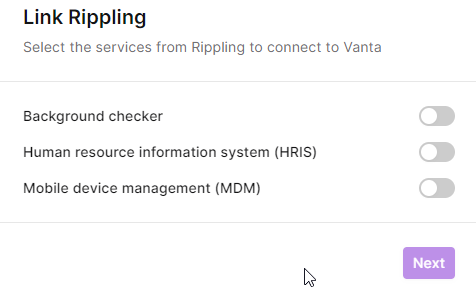 Link Rippling
Select the services from Rippling to connect to Vanta
Background checker
Human resource information system (HRIS)
Mobile device management (MDM)
Next